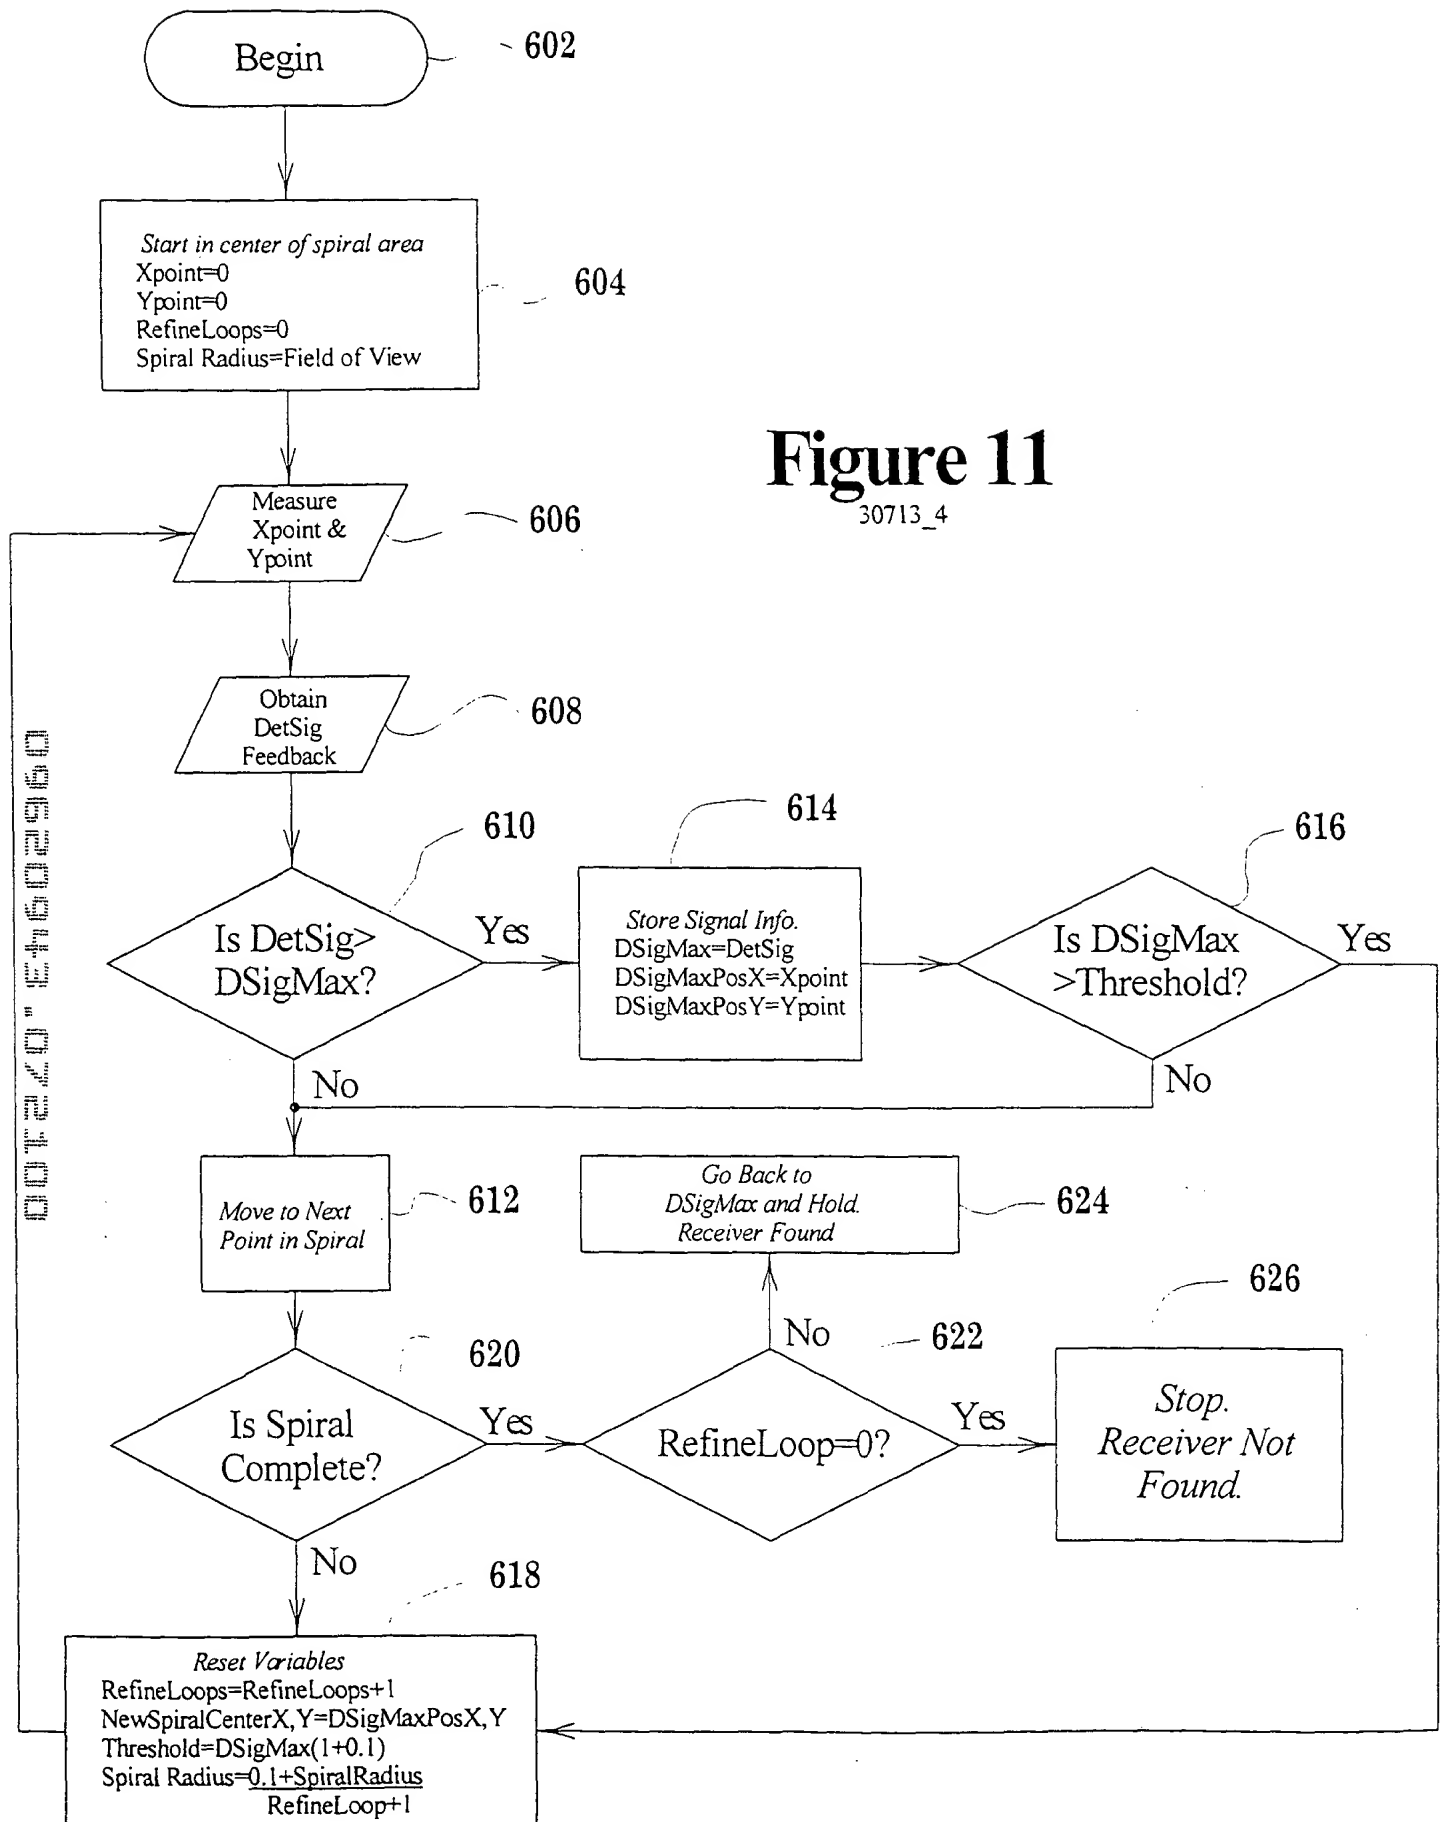 Begin
602
Start in center of spiral area
Xpoint=0
Ypoint=0
RefineLoops=0
Spiral Radius=Field of View
604
Figure 11
30713_4
Measure
Xpoint &
Ypoint
606
Obtain
DetSig
Feedback
608
610
Is DetSig>
DSigMax?
Yes
No
614
Store Signal Info.
DSigMax=DetSig
DSigMaxPosX=Xpoint
DSigMaxPosY=Ypoint
616
Is DSigMax
>Threshold?
Yes
No
Move to Next
Point in Spiral
612
Go Back to
DSigMax and Hold.
Receiver Found
624
620
Is Spiral
Complete?
Yes
No
622
RefineLoop=0?
No
Yes
626
Stop.
Receiver Not
Found.
618
Reset Variables
RefineLoops=RefineLoops+1
NewSpiralCenterX,Y=DSigMaxPosX,Y
Threshold=DSigMax(1+0.1)
Spiral Radius=0.1+SpiralRadius
RefineLoop+1
09620943.072100